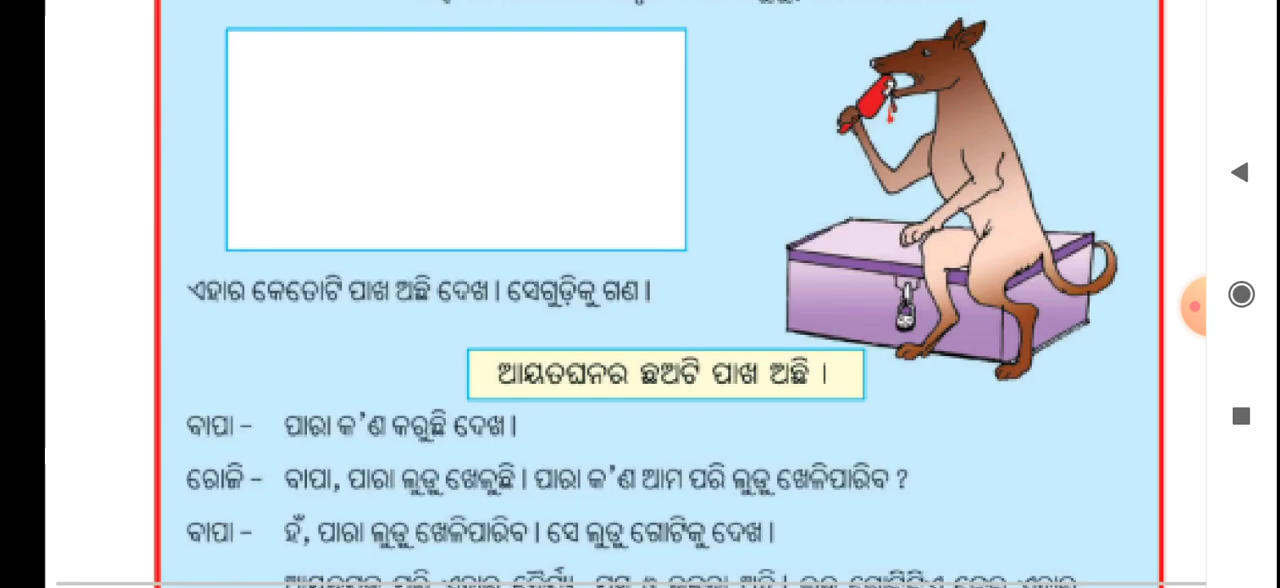 ଏହାର କେତୋଟି ପାଖ ଅଛି ଦେଖ । ସେଗୁଡ଼ିକୁ ଗଣ ।
ଆୟତଘନର ଛଅଟି ପାଖ ଅଛି ।
ବାପା – ପାରା କ'ଣ କରୁଛି ଦେଖ ।
ରୋଜି – ବାପା, ପାରା ଲୁଡୁ ଖେଳୁଛି । ପାରା କ'ଣ ଆମ ପରି ଲୁଡୁ ଖେଳିପାରିବ ?
ବାପା – ହଁ, ପାରା ଲୁଡୁ ଖେଳିପାରିବ । ସେ ଲୁଡୁ ଗୋଟିକୁ ଦେଖ ।